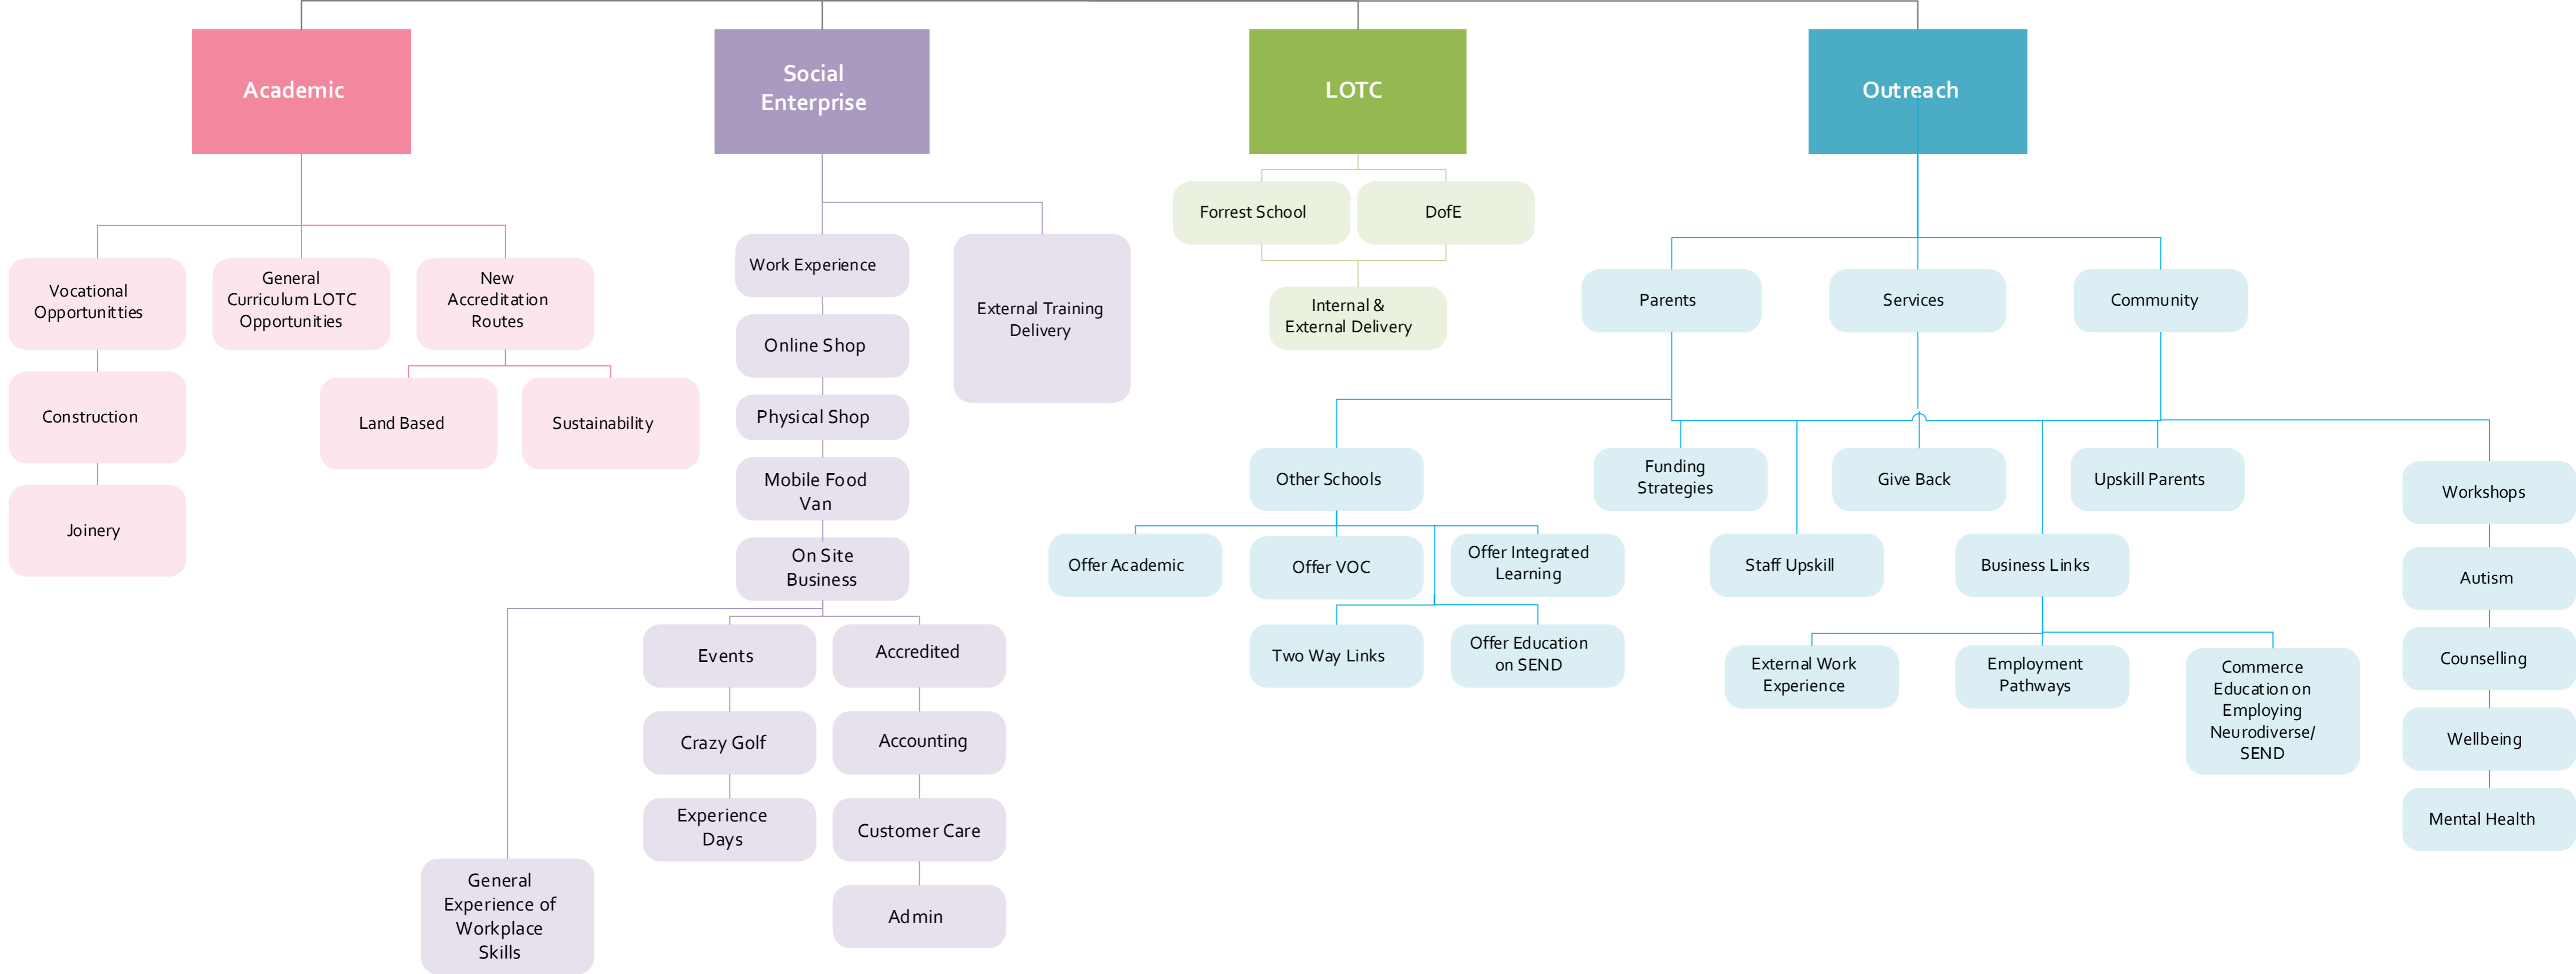 Academic
Social
Enterprise
LOTC
Outreach
Vocational
Opportunitties
General
Curriculum LOTC
Opportunities
New
Accreditation
Routes
Construction
Joinery
Land Based
Sustainability
Work Experience
Online Shop
Physical Shop
Mobile Food
Van
On Site
Business
External Training
Delivery
General
Experience of
Workplace
Skills
Events
Crazy Golf
Experience
Days
Accredited
Accounting
Customer Care
Admin
Forrest School
DofE
Internal &
External Delivery
Parents
Services
Community
Other Schools
Funding
Strategies
Give Back
Upskill Parents
Offer Academic
Offer VOC
Offer Integrated
Learning
Two Way Links
Offer Education
on SEND
Staff Upskill
Business Links
External Work
Experience
Employment
Pathways
Commerce
Education on
Employing
Neurodiverse/
SEND
Workshops
Autism
Counselling
Wellbeing
Mental Health